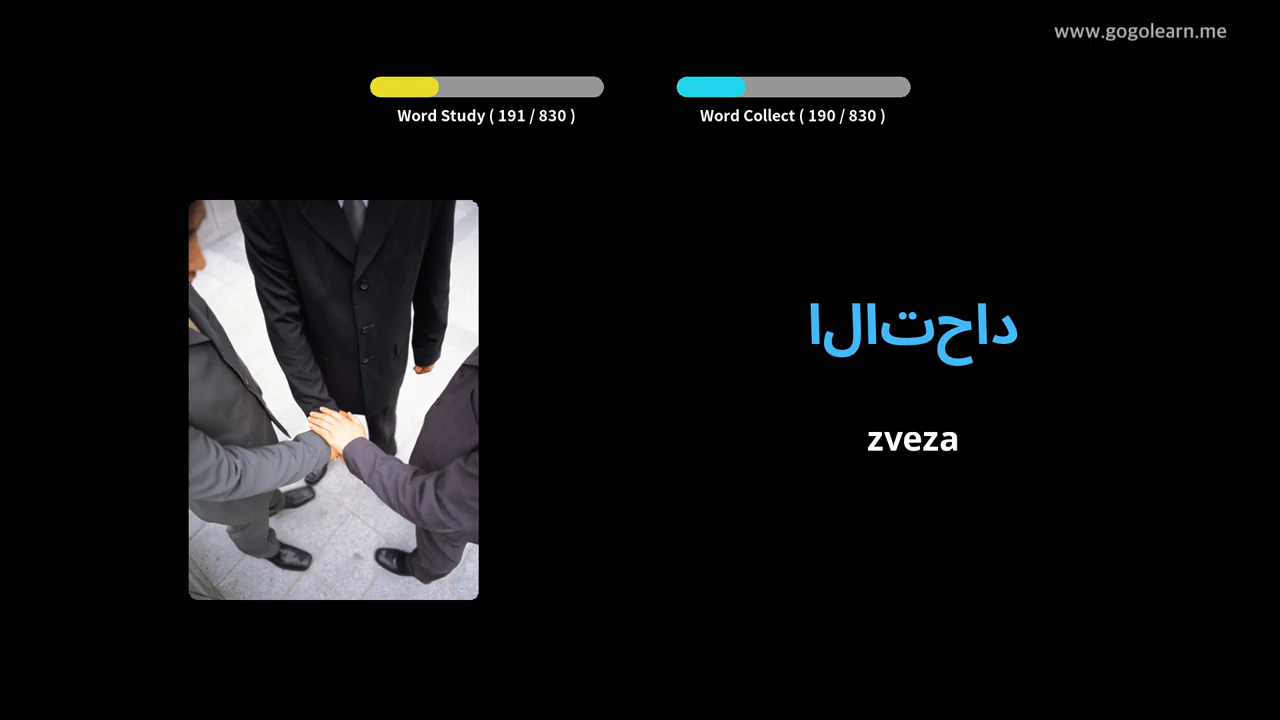 www.gogolearn.me
Word Study ( 191 / 830 )
Word Collect ( 190 / 830 )
الاتحاد
zveza